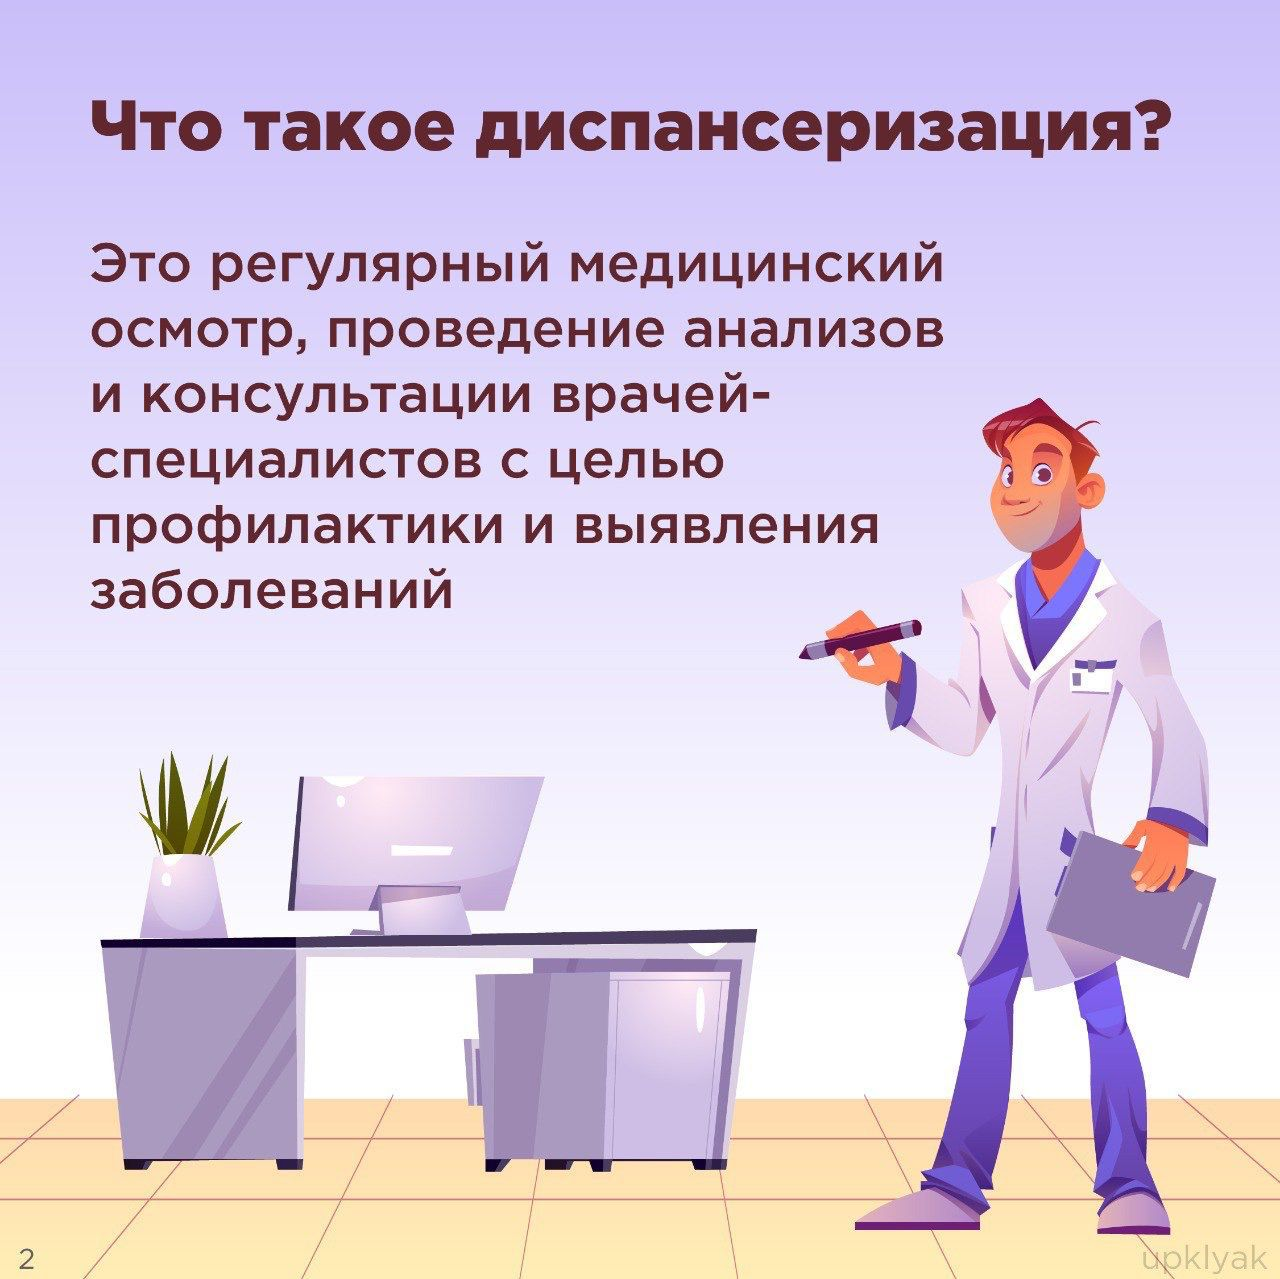 Что такое диспансеризация?
Это регулярный медицинский
осмотр, проведение анализов
и консультации врачей-
специалистов с целью
профилактики и выявления
заболеваний
2
upklyak